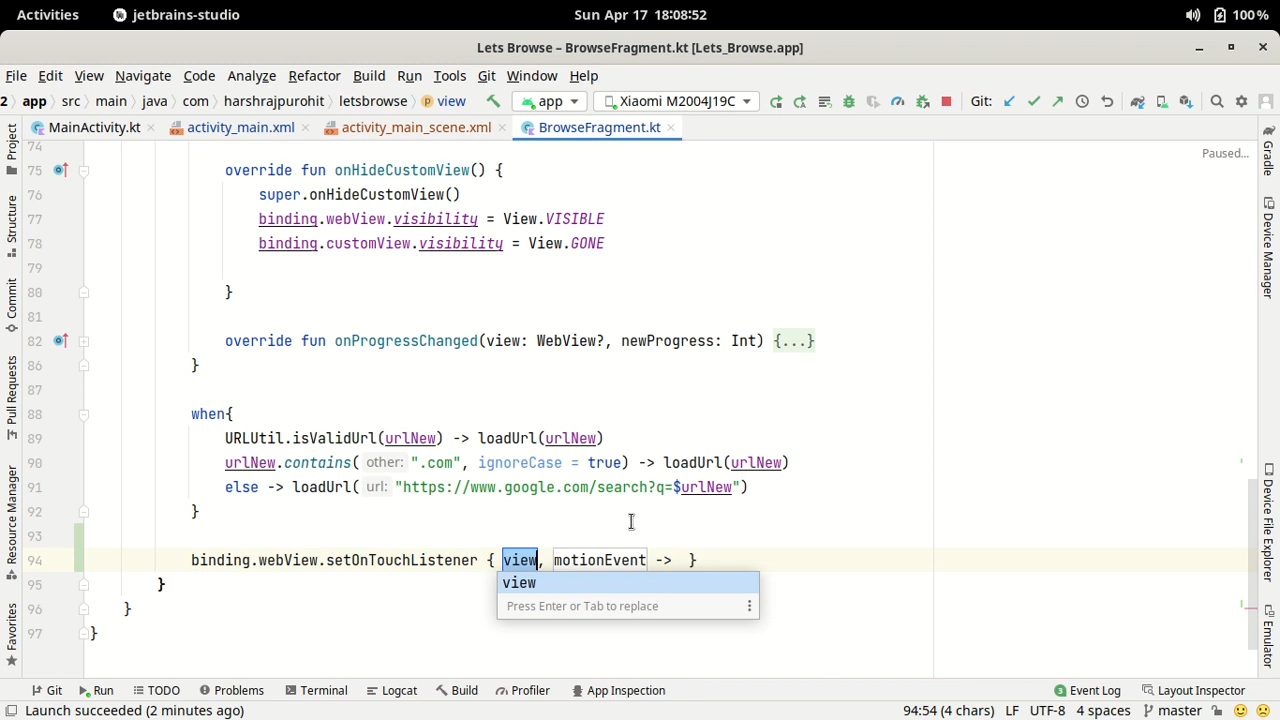 Activities jetbrains-studio Sun Apr 17 18:08:52 100%
Lets Browse – BrowseFragment.kt [Lets_Browse.app]
File Edit View Navigate Code Analyze Refactor Build Run Tools Git Window Help
2 app src main java com harshrajpurohit letsbrowse view app Xiaomi M2004J19C Git:
MainActivity.kt activity_main.xml activity_main_scene.xml BrowseFragment.kt
Paused...
74
75 override fun onHideCustomView() {
76 super.onHideCustomView()
77 binding.webView.visibility = View.VISIBLE
78 binding.customView.visibility = View.GONE
79
80 }
81
82 override fun onProgressChanged(view: WebView?, newProgress: Int) {...}
86 }
87
88 when{
89 URLUtil.isValidUrl(urlNew) -> loadUrl(urlNew)
90 urlNew.contains( other: ".com", ignoreCase = true) -> loadUrl(urlNew)
91 else -> loadUrl( url: "https://www.google.com/search?q=$urlNew")
92 }
93
94 binding.webView.setOnTouchListener { view, motionEvent -> }
95 }
96 }
97 }
view
Press Enter or Tab to replace
Project
Structure
Commit
Pull Requests
Resource Manager
Favorites
Gradle
Device Manager
Device File Explorer
Emulator
Git Run TODO Problems Terminal Logcat Build Profiler App Inspection 3 Event Log Layout Inspector
Launch succeeded (2 minutes ago) 94:54 (4 chars) LF UTF-8 4 spaces master